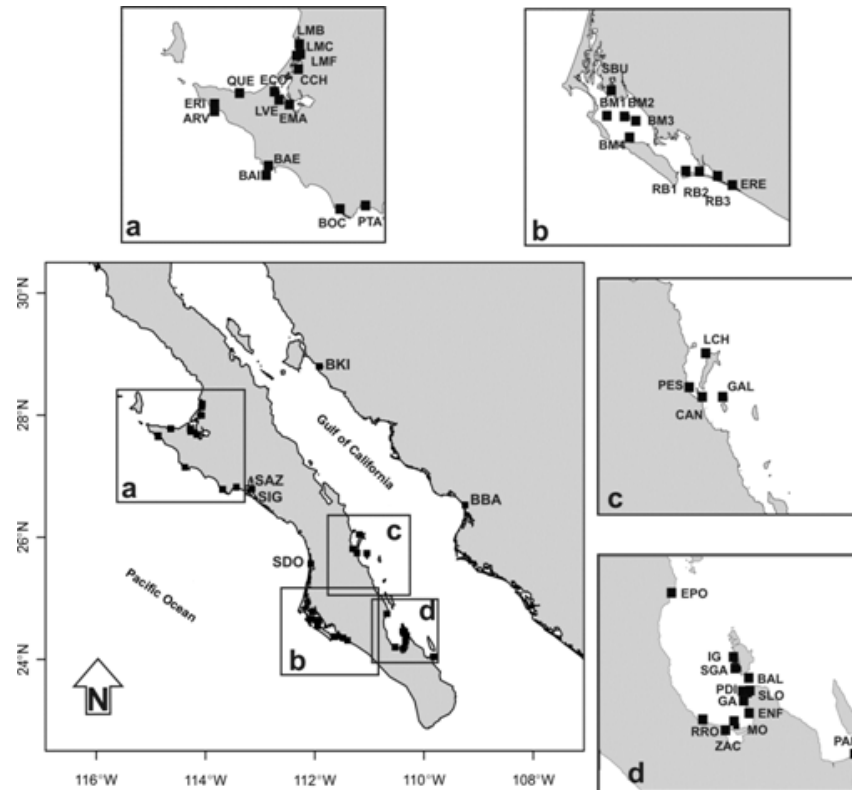 LMB
LMC
LMF
QUE
ECO
CCH
ERI
ARV
LVE
EMA
BAE
BAI
BOC
PTA
a
SBU
BM1
BM2
BM3
BM4
RB1
RB2
RB3
ERE
b
30°N
28°N
26°N
24°N
BKI
Gulf of California
a
SAZ
SIG
BBA
SDO
c
Pacific Ocean
b
d
N
116°W
114°W
112°W
110°W
108°W
LCH
PES
CAN
GAL
c
EPO
IG
SGA
BAL
PDI
SLO
GA
ENF
RRO
MO
ZAC
d